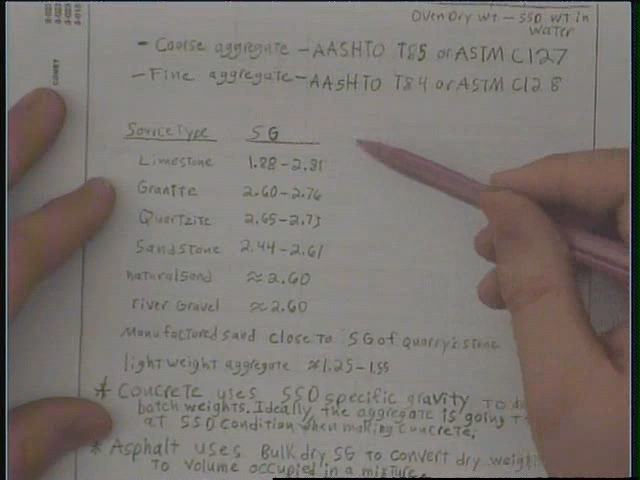 Oven Dry wt - SSD wt in
water
- Coarse aggregate - AASHTO T85 or ASTM C127
- Fine aggregate - AASHTO T84 or ASTM C128
Source Type SG
Limestone 1.88-2.81
Granite 2.60-2.76
Quartzite 2.65-2.73
Sandstone 2.44-2.61
natural sand ≈ 2.60
river Gravel ≈ 2.60
Manufactured sand close to SG of Quarry's stone
light weight aggregate ≈ 1.25-1.55
* Concrete uses SSD specific gravity to
batch weights. Ideally, the aggregate is going
at SSD condition when making concrete.
* Asphalt uses Bulk dry SG to convert dry
to volume occupied in a mixture.
COMET